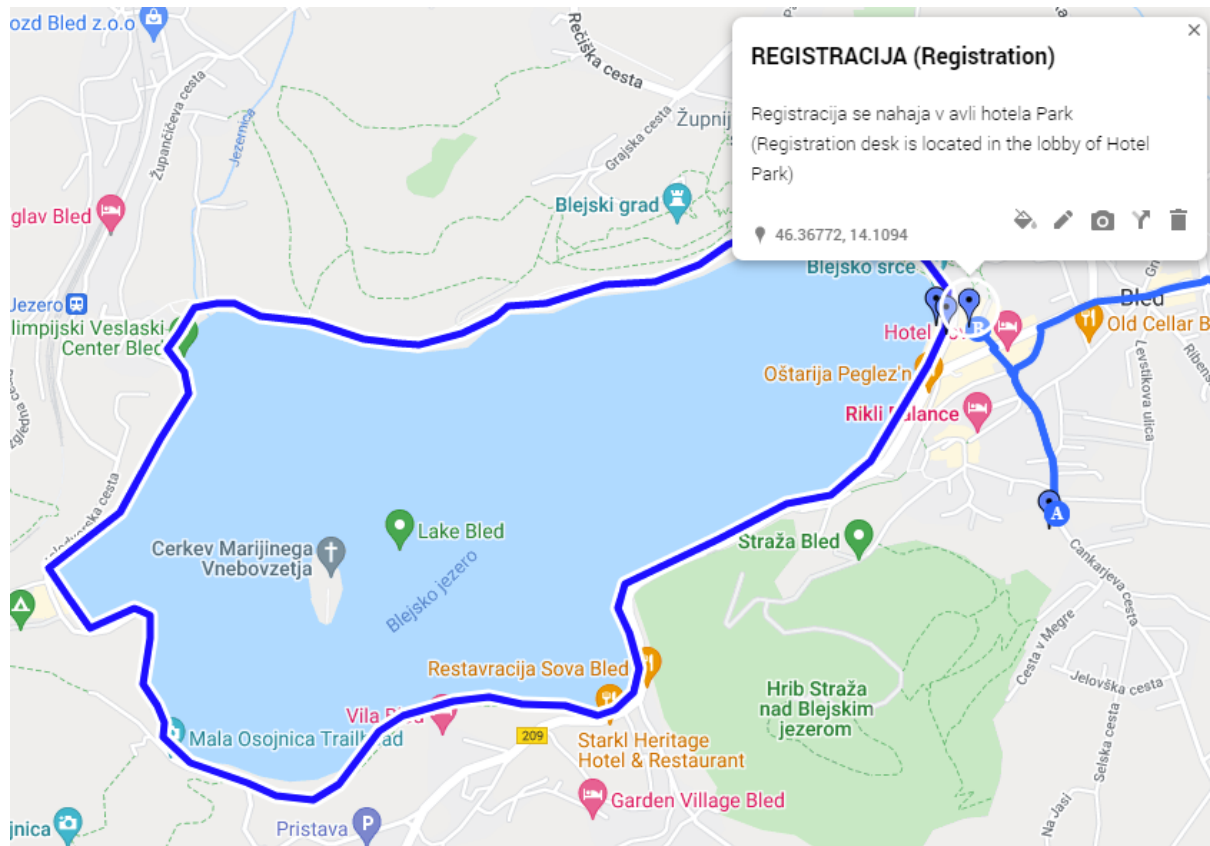 ozd Bled z.o.o
Župančičeva cesta
Jezernica
Rečiška cesta
Grajska cesta
Župnij
REGISTRACIJA (Registration)
Registracija se nahaja v avli hotela Park
(Registration desk is located in the lobby of Hotel
Park)
46.36772, 14.1094
glav Bled
Blejski grad
Blejsko srce
Jezero
limpijski Veslaški
Center Bled
Hotel
B
Bled
Old Cellar B
Oštarija Peglez'n
Levstikova ulica
Ribens
Rikli Balance
A
Lake Bled
Straža Bled
Cerkev Marijinega
Vnebovzetja
Blejsko jezero
Cankarjeva cesta
Cesta v Megre
Restavracija Sova Bled
Hrib Straža
nad Blejskim
jezerom
Jelovška cesta
Selska cesta
Vila Bled
Mala Osojnica Trailhead
209
Starkl Heritage
Hotel & Restaurant
Garden Village Bled
Na Jasi
jnica
Pristava
P